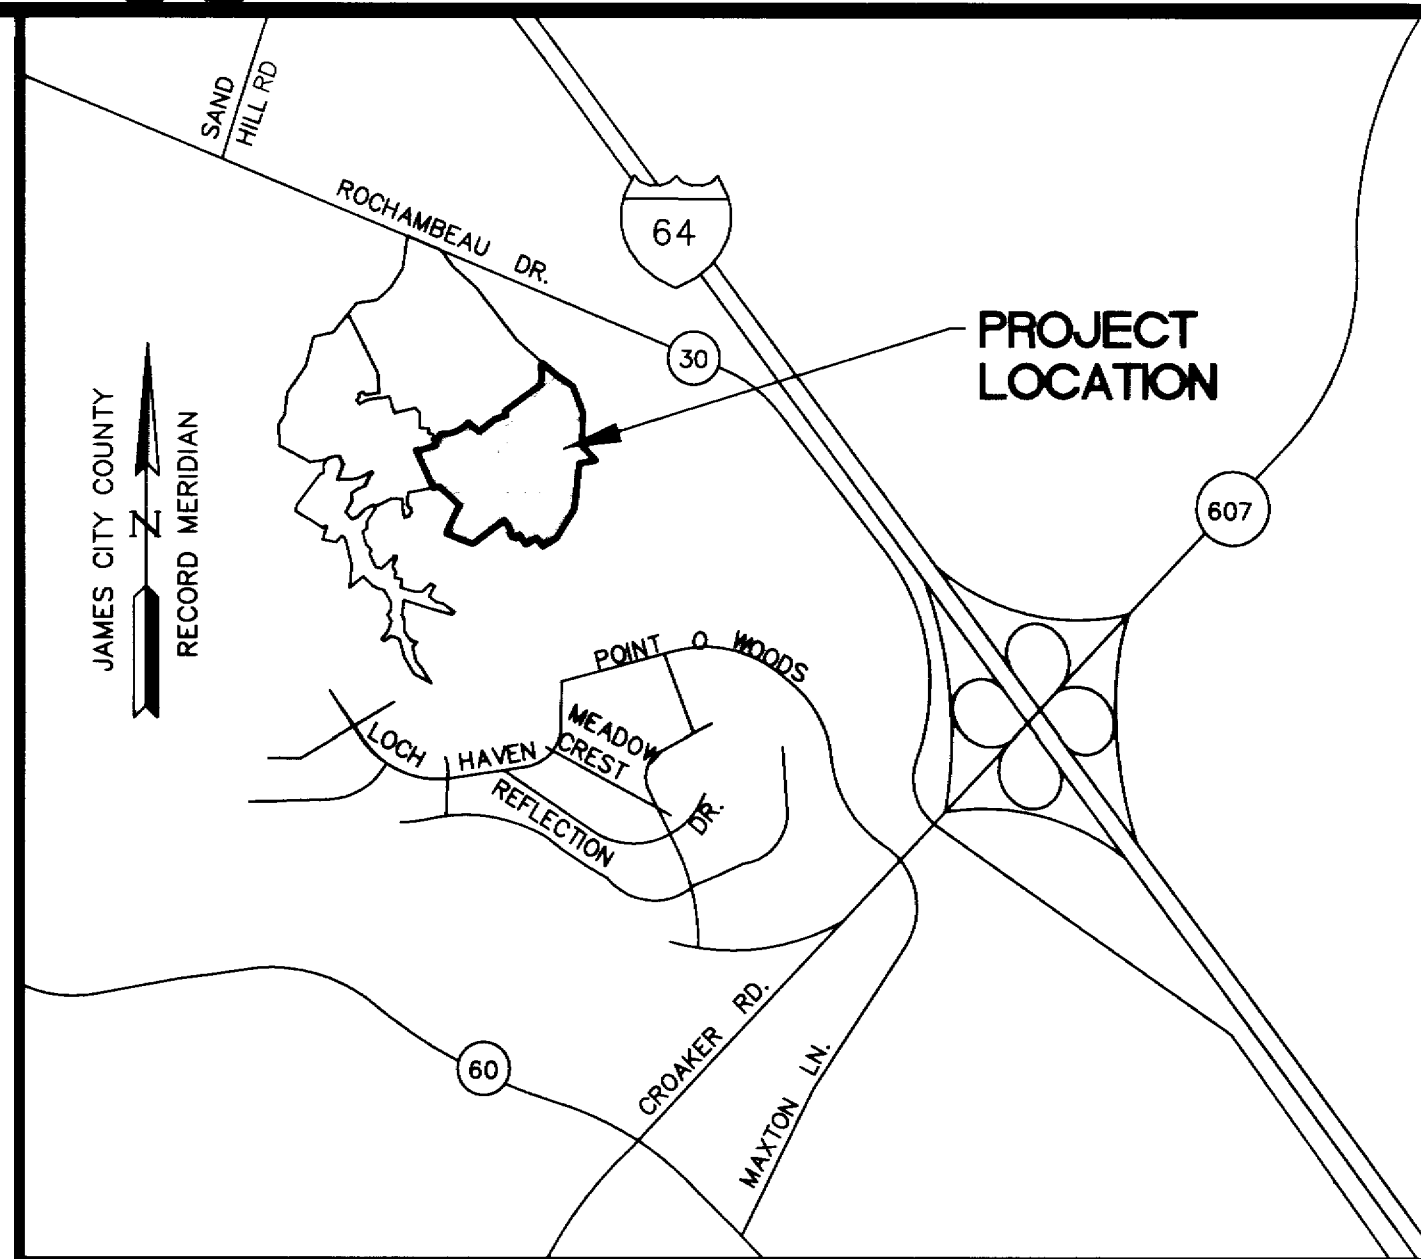 SAND
HILL RD
ROCHAMBEAU DR.
64
PROJECT
LOCATION
30
JAMES CITY COUNTY
N
RECORD MERIDIAN
607
POINT O WOODS
MEADOW
CREST
DR.
LOCH HAVEN
REFLECTION
CROAKER RD.
60
MAXTON LN.